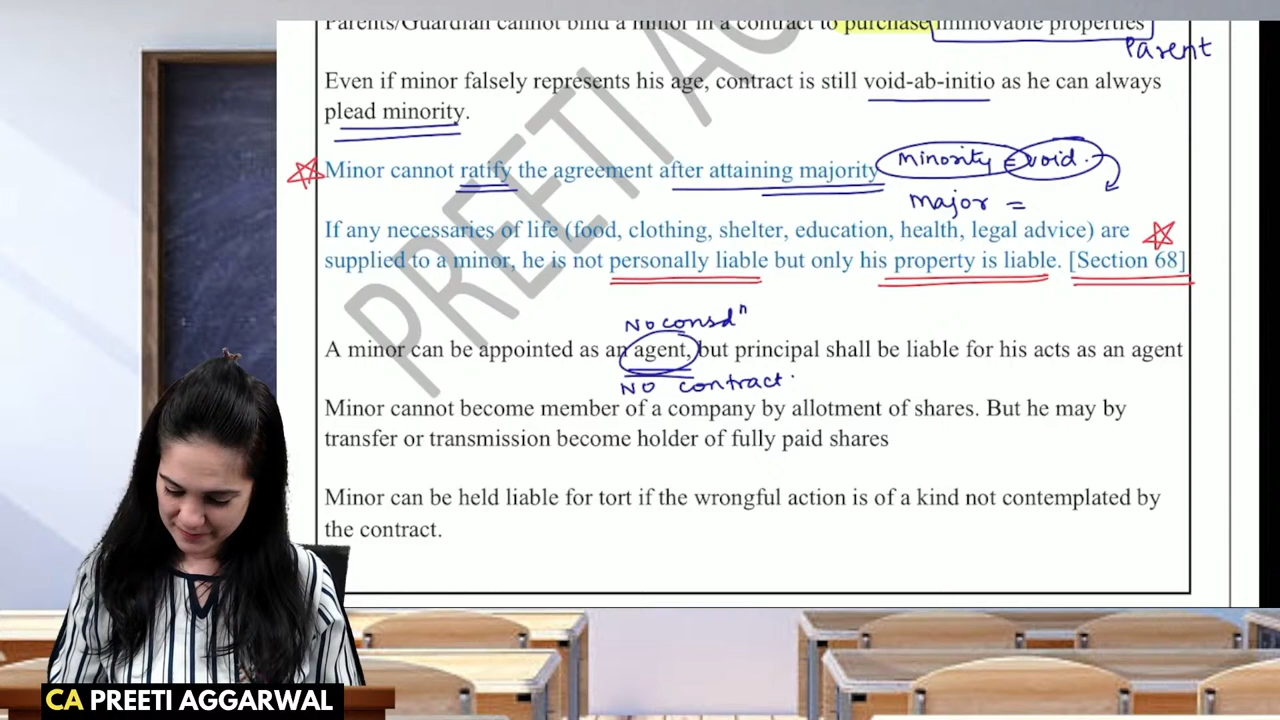 Parents/Guardian cannot bind a minor in a contract to purchase immovable properties
Parent
Even if minor falsely represents his age, contract is still void-ab-initio as he can always
plead minority.
Minor cannot ratify the agreement after attaining majority minority = void.
major =
If any necessaries of life (food, clothing, shelter, education, health, legal advice) are
supplied to a minor, he is not personally liable but only his property is liable. [Section 68]
No consdⁿ
A minor can be appointed as an agent, but principal shall be liable for his acts as an agent
NO contract.
Minor cannot become member of a company by allotment of shares. But he may by
transfer or transmission become holder of fully paid shares
Minor can be held liable for tort if the wrongful action is of a kind not contemplated by
the contract.
PREETI
CA PREETI AGGARWAL